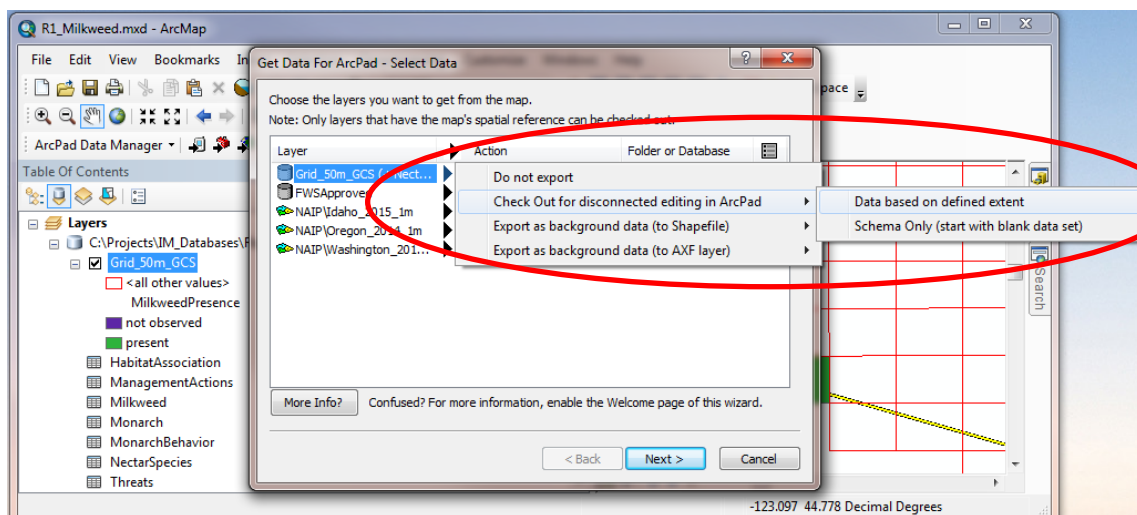 R1_Milkweed.mxd - ArcMap
File Edit View Bookmarks In
Customize Windows Help
pace
ArcPad Data Manager
Table Of Contents
Layers
C:\Projects\IM_Databases\F
Grid_50m_GCS
<all other values>
MilkweedPresence
not observed
present
HabitatAssociation
ManagementActions
Milkweed
Monarch
MonarchBehavior
NectarSpecies
Threats
Get Data For ArcPad - Select Data
Choose the layers you want to get from the map.
Note: Only layers that have the map's spatial reference can be checked out.
Layer Action Folder or Database
Grid_50m_GCS (+ Nect...
FWSApprove
NAIP\Idaho_2015_1m
NAIP\Oregon_2014_1m
NAIP\Washington_201...
Do not export
Check Out for disconnected editing in ArcPad
Export as background data (to Shapefile)
Export as background data (to AXF layer)
Data based on defined extent
Schema Only (start with blank data set)
More Info? Confused? For more information, enable the Welcome page of this wizard.
< Back Next > Cancel
Search
-123.097 44.778 Decimal Degrees